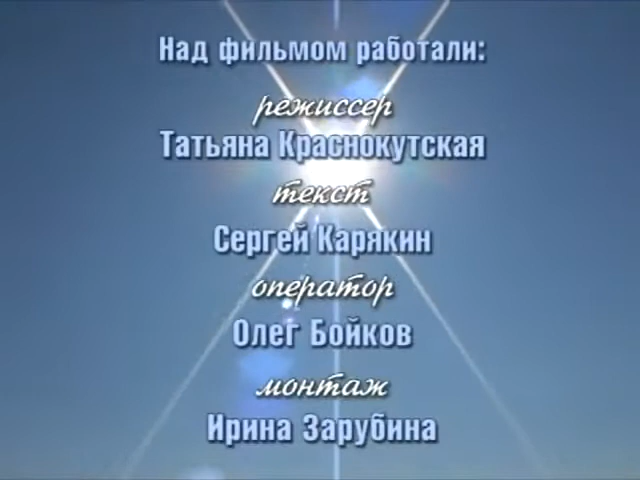 Над фильмом работали:
режиссер
Татьяна Краснокутская
текст
Сергей Карякин
оператор
Олег Бойков
монтаж
Ирина Зарубина